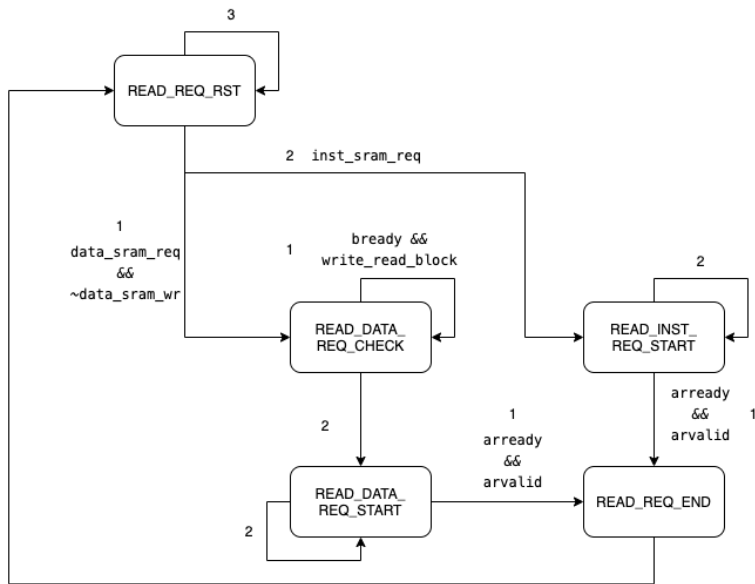 3
READ_REQ_RST
2 inst_sram_req
1
data_sram_req
&&
~data_sram_wr
1
bready &&
write_read_block
2
READ_DATA_
REQ_CHECK
READ_INST_
REQ_START
2
1
arready
&&
arvalid
arready
&&
arvalid
1
READ_DATA_
REQ_START
READ_REQ_END
2